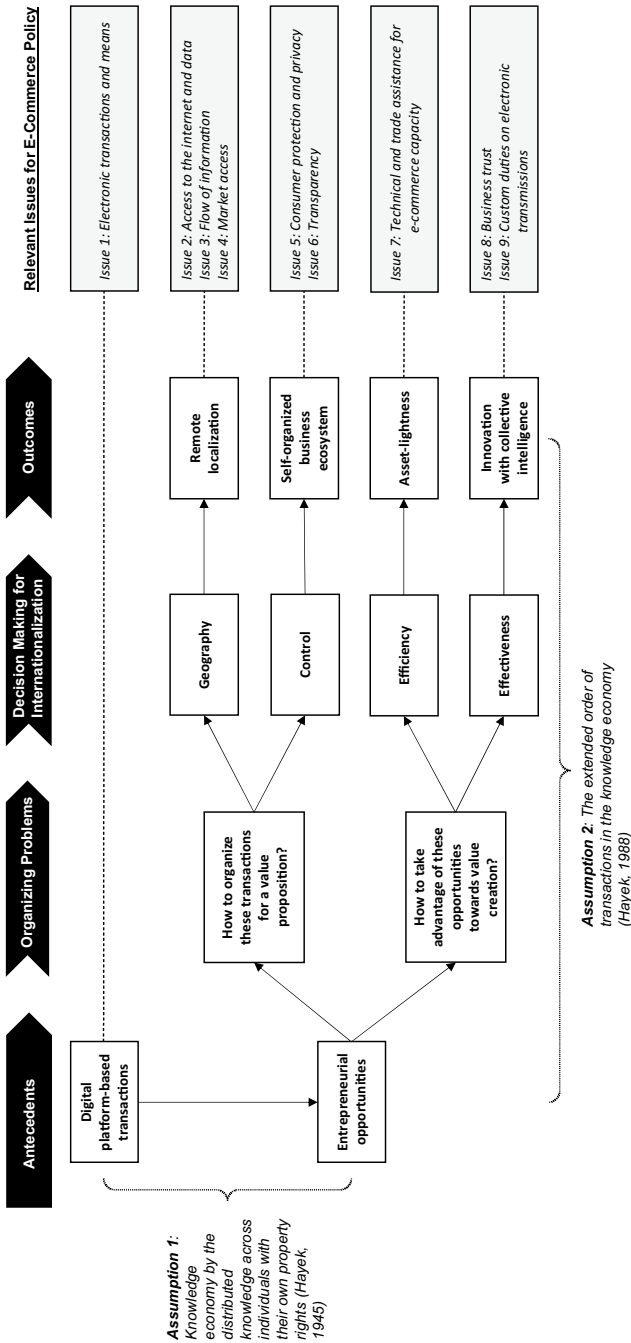 Antecedents
Organizing Problems
Decision Making for
Internationalization
Outcomes
Relevant Issues for E-Commerce Policy
Assumption 1:
Knowledge
economy by the
distributed
knowledge across
individuals with
their own property
rights (Hayek,
1945)
Digital
platform-based
transactions
Entrepreneurial
opportunities
How to organize
these transactions
for a value
proposition?
How to take
advantage of these
opportunities
towards value
creation?
Geography
Control
Efficiency
Effectiveness
Remote
localization
Self-organized
business
ecosystem
Asset-lightness
Innovation
with collective
intelligence
Issue 1: Electronic transactions and means
Issue 2: Access to the internet and data
Issue 3: Flow of information
Issue 4: Market access
Issue 5: Consumer protection and privacy
Issue 6: Transparency
Issue 7: Technical and trade assistance for
e-commerce capacity
Issue 8: Business trust
Issue 9: Custom duties on electronic
transmissions
Assumption 2: The extended order of
transactions in the knowledge economy
(Hayek, 1988)